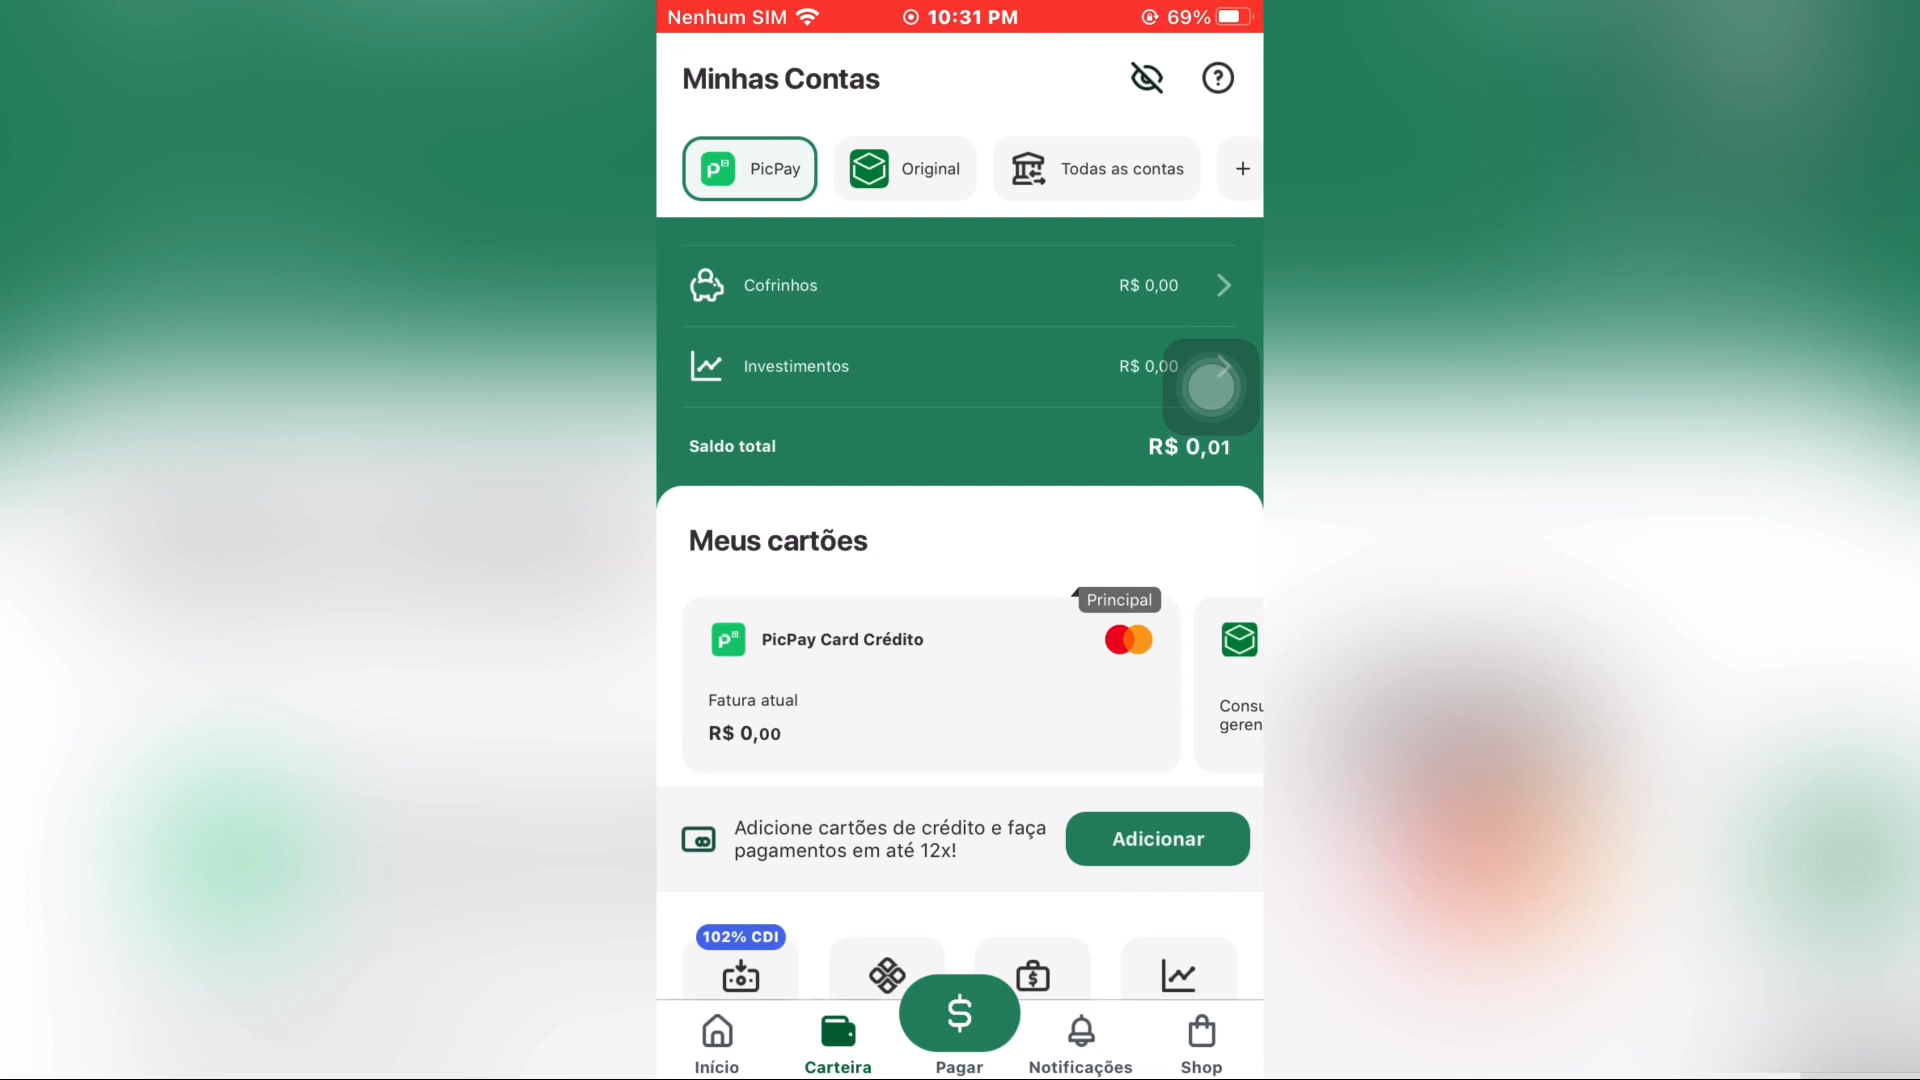 Nenhum SIM 10:31 PM 69%
Minhas Contas
PicPay Original Todas as contas +
Cofrinhos R$ 0,00
Investimentos R$ 0,00
Saldo total R$ 0,01
Meus cartões
Principal
PicPay Card Crédito
Fatura atual
R$ 0,00
Consu
geren
Adicione cartões de crédito e faça
pagamentos em até 12x!
Adicionar
102% CDI
Início Carteira Pagar Notificações Shop